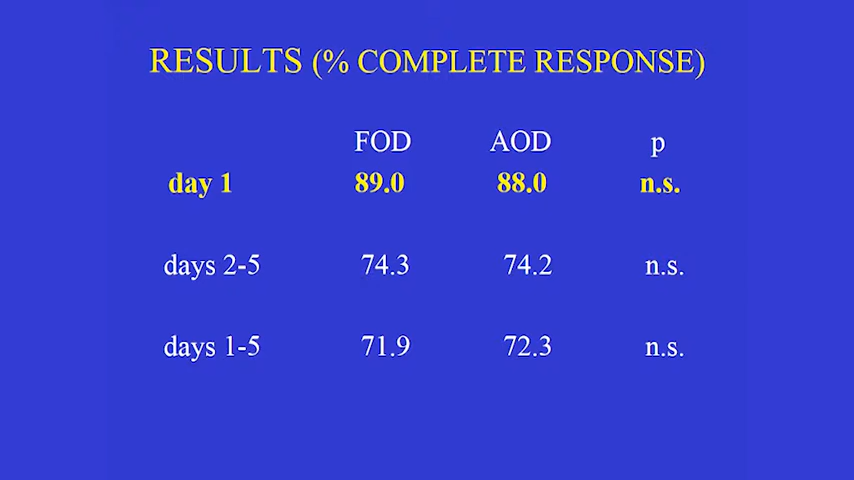 RESULTS (% COMPLETE RESPONSE)
FOD AOD p
day 1 89.0 88.0 n.s.
days 2-5 74.3 74.2 n.s.
days 1-5 71.9 72.3 n.s.